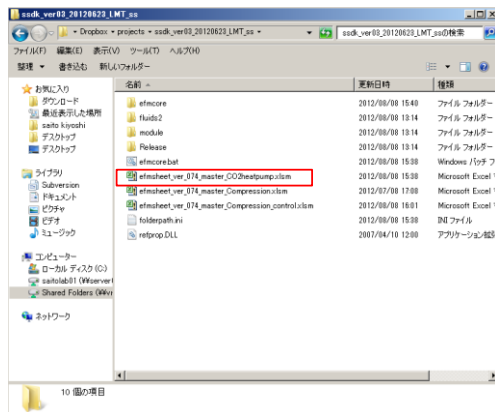 ssdk_ver03_20120623_LMT_ss
Dropbox projects ssdk_ver03_20120623_LMT_ss ssdk_ver03_20120623_LMT_ssの検索
ファイル(F) 編集(E) 表示(V) ツール(T) ヘルプ(H)
整理 書き込む 新しいフォルダー
お気に入り
ダウンロード
最近表示した場所
saito kiyoshi
デスクトップ
デスクトップ
ライブラリ
Subversion
ドキュメント
ピクチャ
ビデオ
ミュージック
コンピューター
ローカル ディスク (C:)
saitolab01 (¥¥server
Shared Folders (¥¥v
ネットワーク
名前 更新日時 種類
efmcore 2012/08/08 15:40 ファイル フォルダー
fluids2 2012/08/08 13:14 ファイル フォルダー
module 2012/08/08 13:14 ファイル フォルダー
Release 2012/08/08 13:14 ファイル フォルダー
efmcore.bat 2012/08/08 15:38 Windows バッチ フ
efmsheet_ver_074_master_CO2heatpump.xlsm 2012/08/08 15:38 Microsoft Excel
efmsheet_ver_074_master_Compression.xlsm 2012/07/08 17:08 Microsoft Excel
efmsheet_ver_074_master_Compression_control.xlsm 2012/08/08 16:01 Microsoft Excel
folderpath.ini 2012/08/08 15:38 INI ファイル
refprop.DLL 2007/04/10 12:00 アプリケーション拡張
10 個の項目